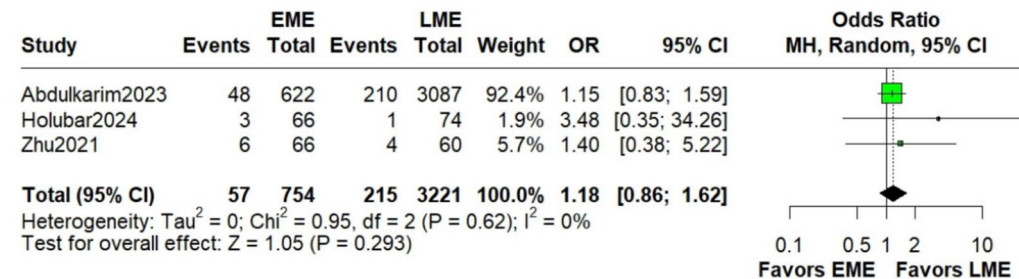 EME LME Odds Ratio
Study Events Total Events Total Weight OR 95% CI MH, Random, 95% CI
Abdulkarim2023 48 622 210 3087 92.4% 1.15 [0.83; 1.59]
Holubar2024 3 66 1 74 1.9% 3.48 [0.35; 34.26]
Zhu2021 6 66 4 60 5.7% 1.40 [0.38; 5.22]
Total (95% CI) 57 754 215 3221 100.0% 1.18 [0.86; 1.62]
Heterogeneity: Tau² = 0; Chi² = 0.95, df = 2 (P = 0.62); I² = 0%
Test for overall effect: Z = 1.05 (P = 0.293)
0.1 0.5 1 2 10
Favors EME Favors LME